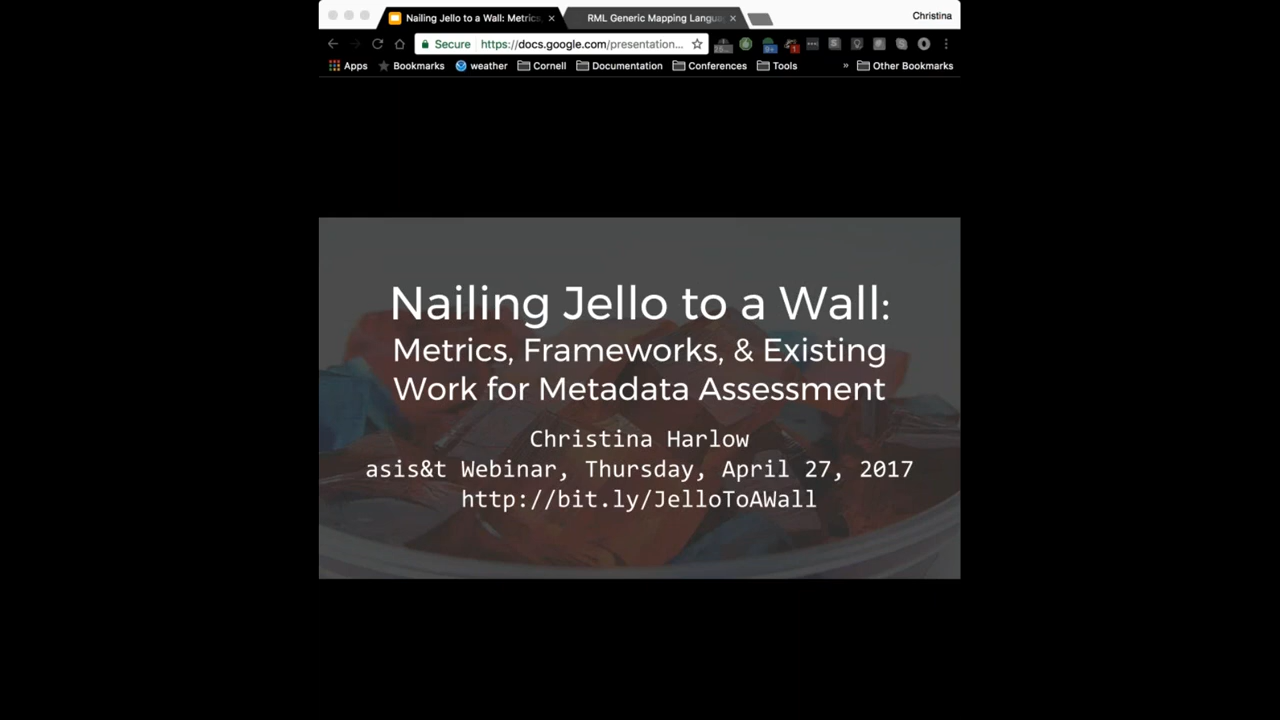 Nailing Jello to a Wall: Metrics,
RML Generic Mapping Langua
Christina
Secure
https://docs.google.com/presentation...
9+
1
Apps
Bookmarks
weather
Cornell
Documentation
Conferences
Tools
»
Other Bookmarks
Nailing Jello to a Wall:
Metrics, Frameworks, & Existing
Work for Metadata Assessment
Christina Harlow
asis&t Webinar, Thursday, April 27, 2017
http://bit.ly/JelloToAWall